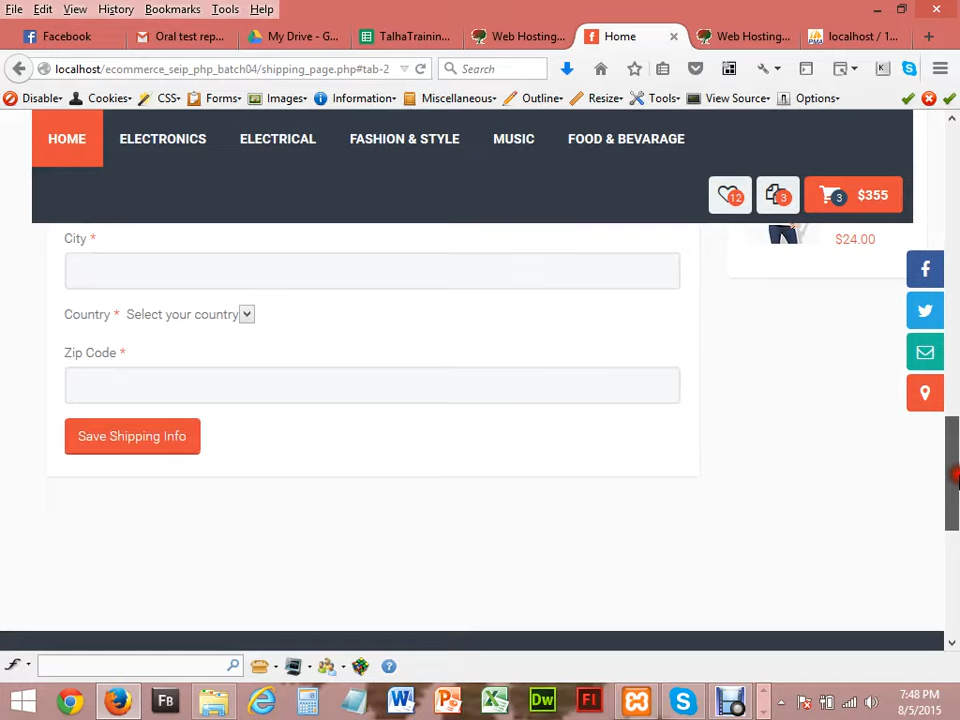 File Edit View History Bookmarks Tools Help
Facebook Oral test rep... My Drive - G... TalhaTrainin... Web Hosting... Home Web Hosting... localhost / 1...
localhost/ecommerce_seip_php_batch04/shipping_page.php#tab-2 Search
Disable Cookies CSS Forms Images Information Miscellaneous Outline Resize Tools View Source Options
HOME ELECTRONICS ELECTRICAL FASHION & STYLE MUSIC FOOD & BEVARAGE
12 3 3 $355
City *
$24.00
Country * Select your country
Zip Code *
Save Shipping Info
7:48 PM
8/5/2015